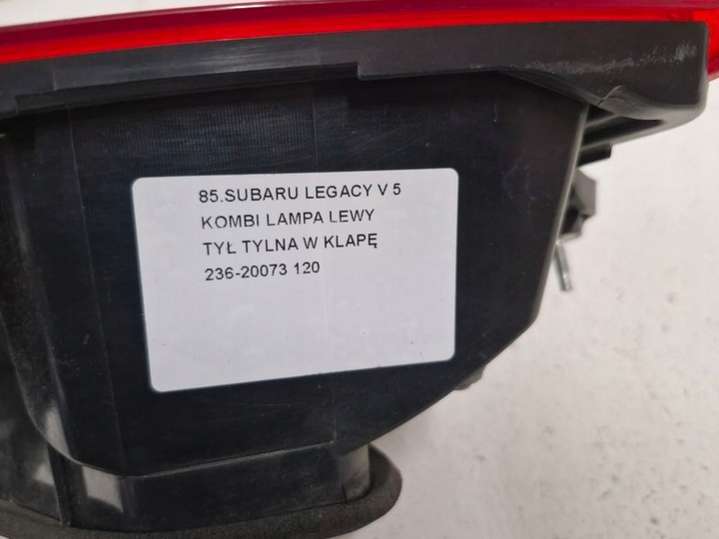 85.SUBARU LEGACY V 5
KOMBI LAMPA LEWY
TYŁ TYLNA W KLAPĘ
236-20073 120